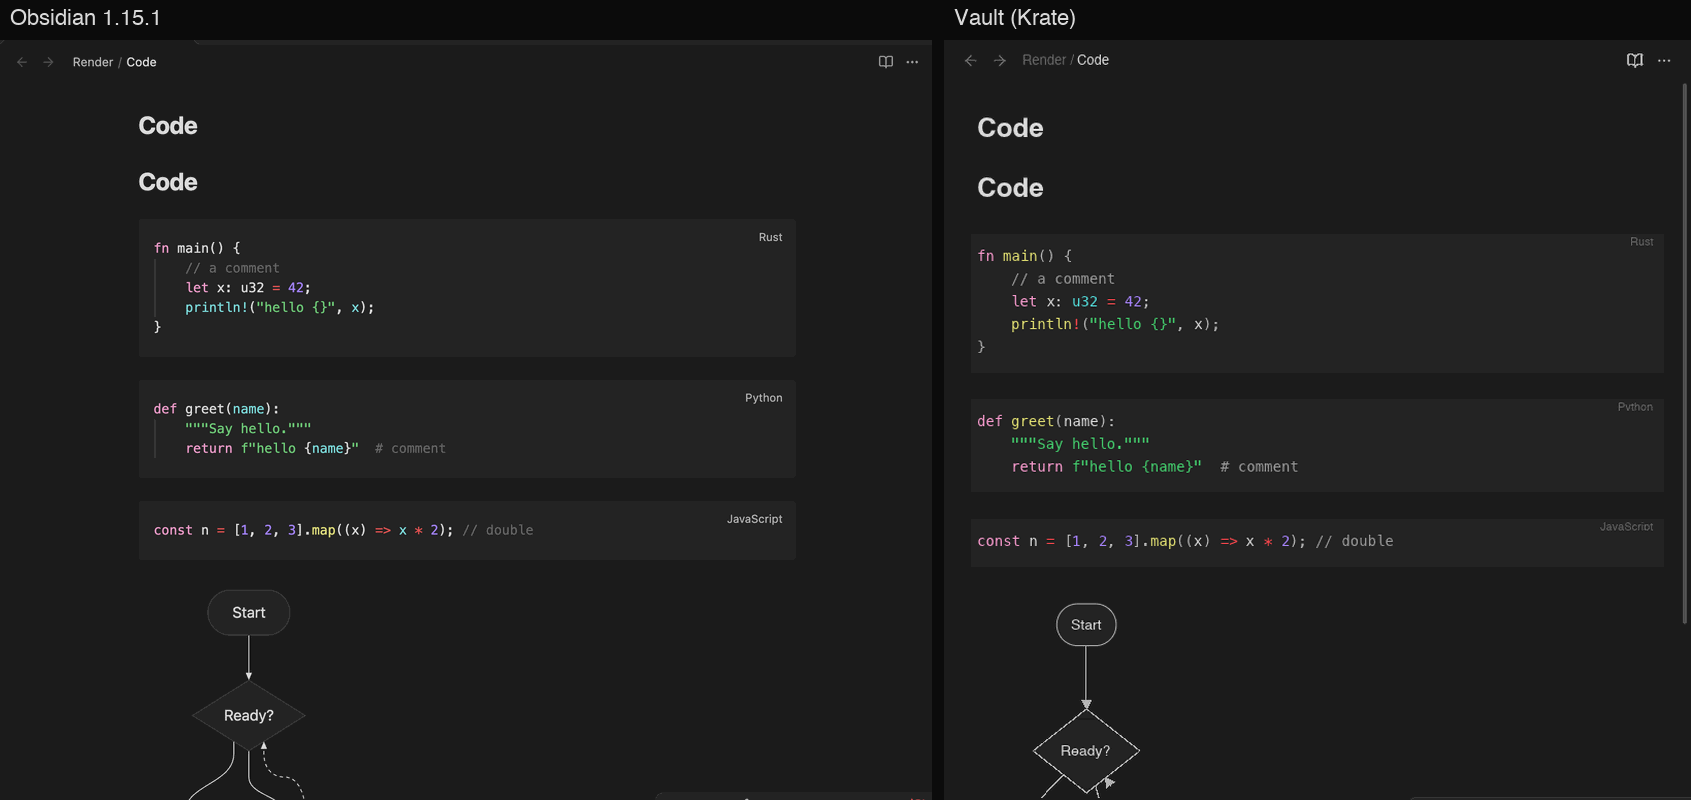 Obsidian 1.15.1
Render / Code
Code
Code
Rust
fn main() {
    // a comment
    let x: u32 = 42;
    println!("hello {}", x);
}
Python
def greet(name):
    """Say hello."""
    return f"hello {name}"  # comment
JavaScript
const n = [1, 2, 3].map((x) => x * 2); // double
Start
Ready?
Vault (Krate)
Render / Code
Code
Code
Rust
fn main() {
    // a comment
    let x: u32 = 42;
    println!("hello {}", x);
}
Python
def greet(name):
    """Say hello."""
    return f"hello {name}"  # comment
JavaScript
const n = [1, 2, 3].map((x) => x * 2); // double
Start
Ready?